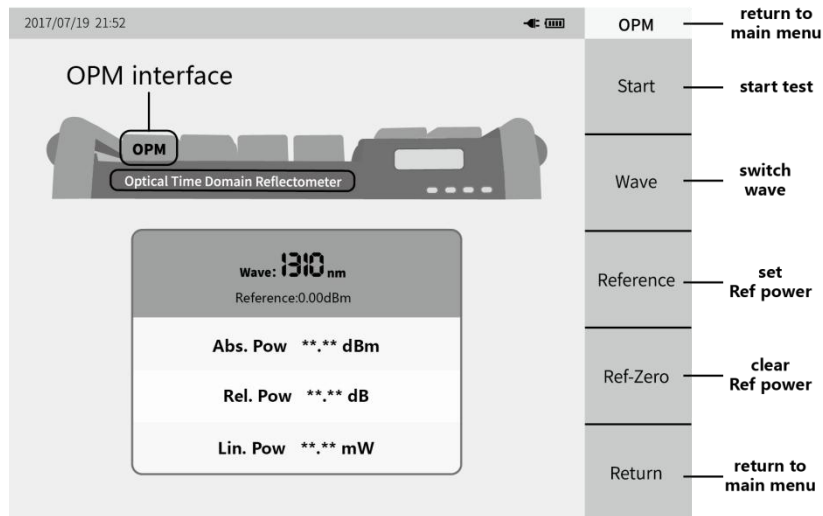 2017/07/19 21:52
OPM
return to
main menu
OPM interface
Start
start test
OPM
Optical Time Domain Reflectometer
Wave
switch
wave
Wave: 1310 nm
Reference:0.00dBm
Reference
set
Ref power
Abs. Pow **.** dBm
Rel. Pow **.** dB
Lin. Pow **.** mW
Ref-Zero
clear
Ref power
Return
return to
main menu